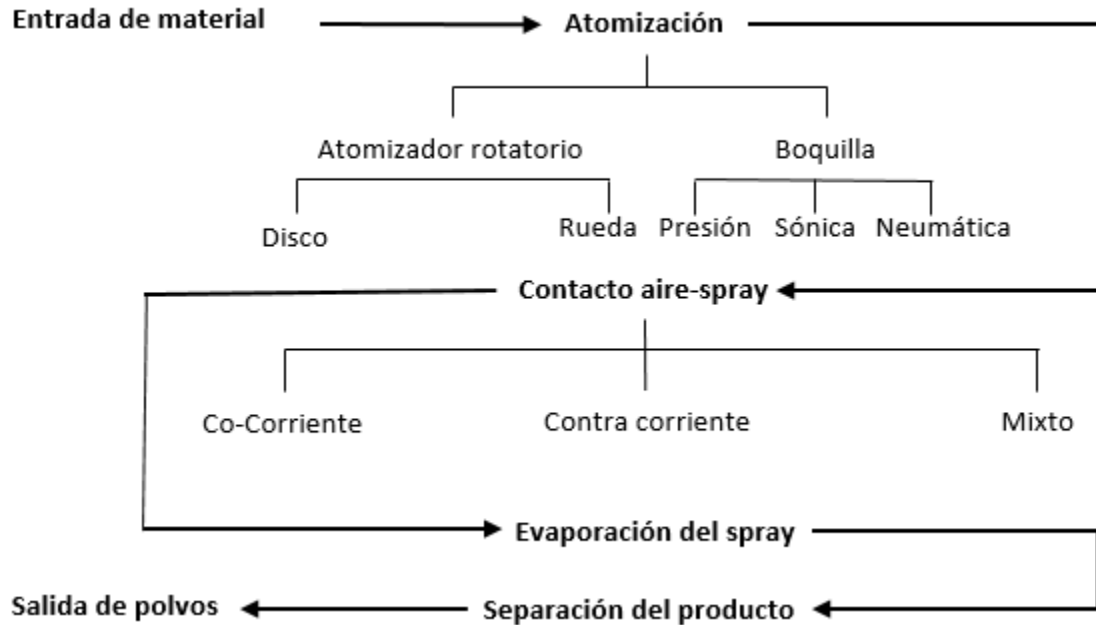 Entrada de material
Atomización
Atomizador rotatorio
Boquilla
Disco
Rueda
Presión
Sónica
Neumática
Contacto aire-spray
Co-Corriente
Contra corriente
Mixto
Evaporación del spray
Salida de polvos
Separación del producto